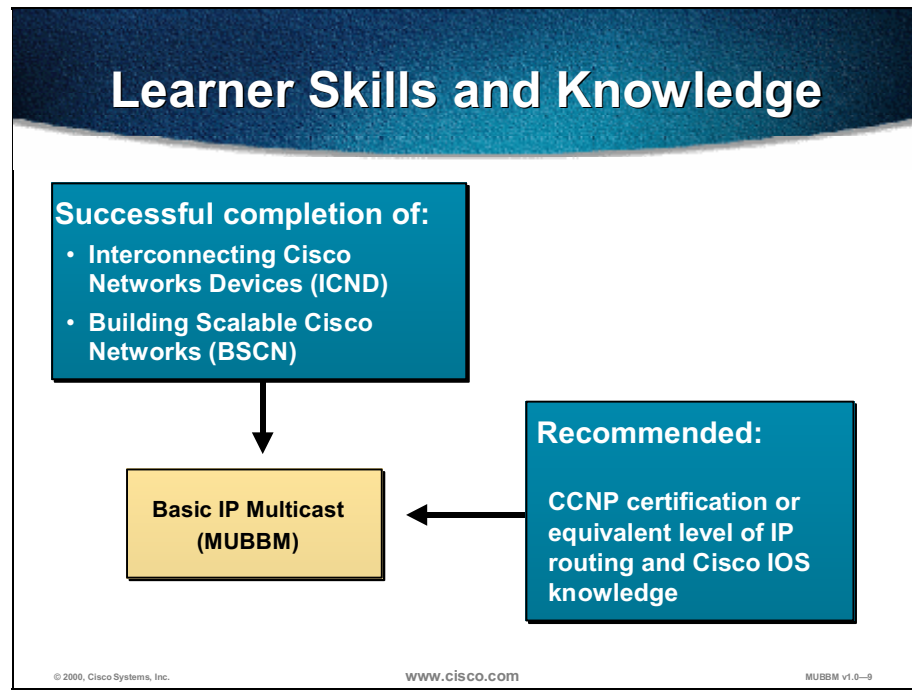 Learner Skills and Knowledge
Successful completion of:
• Interconnecting Cisco
Networks Devices (ICND)
• Building Scalable Cisco
Networks (BSCN)
Basic IP Multicast
(MUBBM)
Recommended:
CCNP certification or
equivalent level of IP
routing and Cisco IOS
knowledge
© 2000, Cisco Systems, Inc.
www.cisco.com
MUBBM v1.0—9